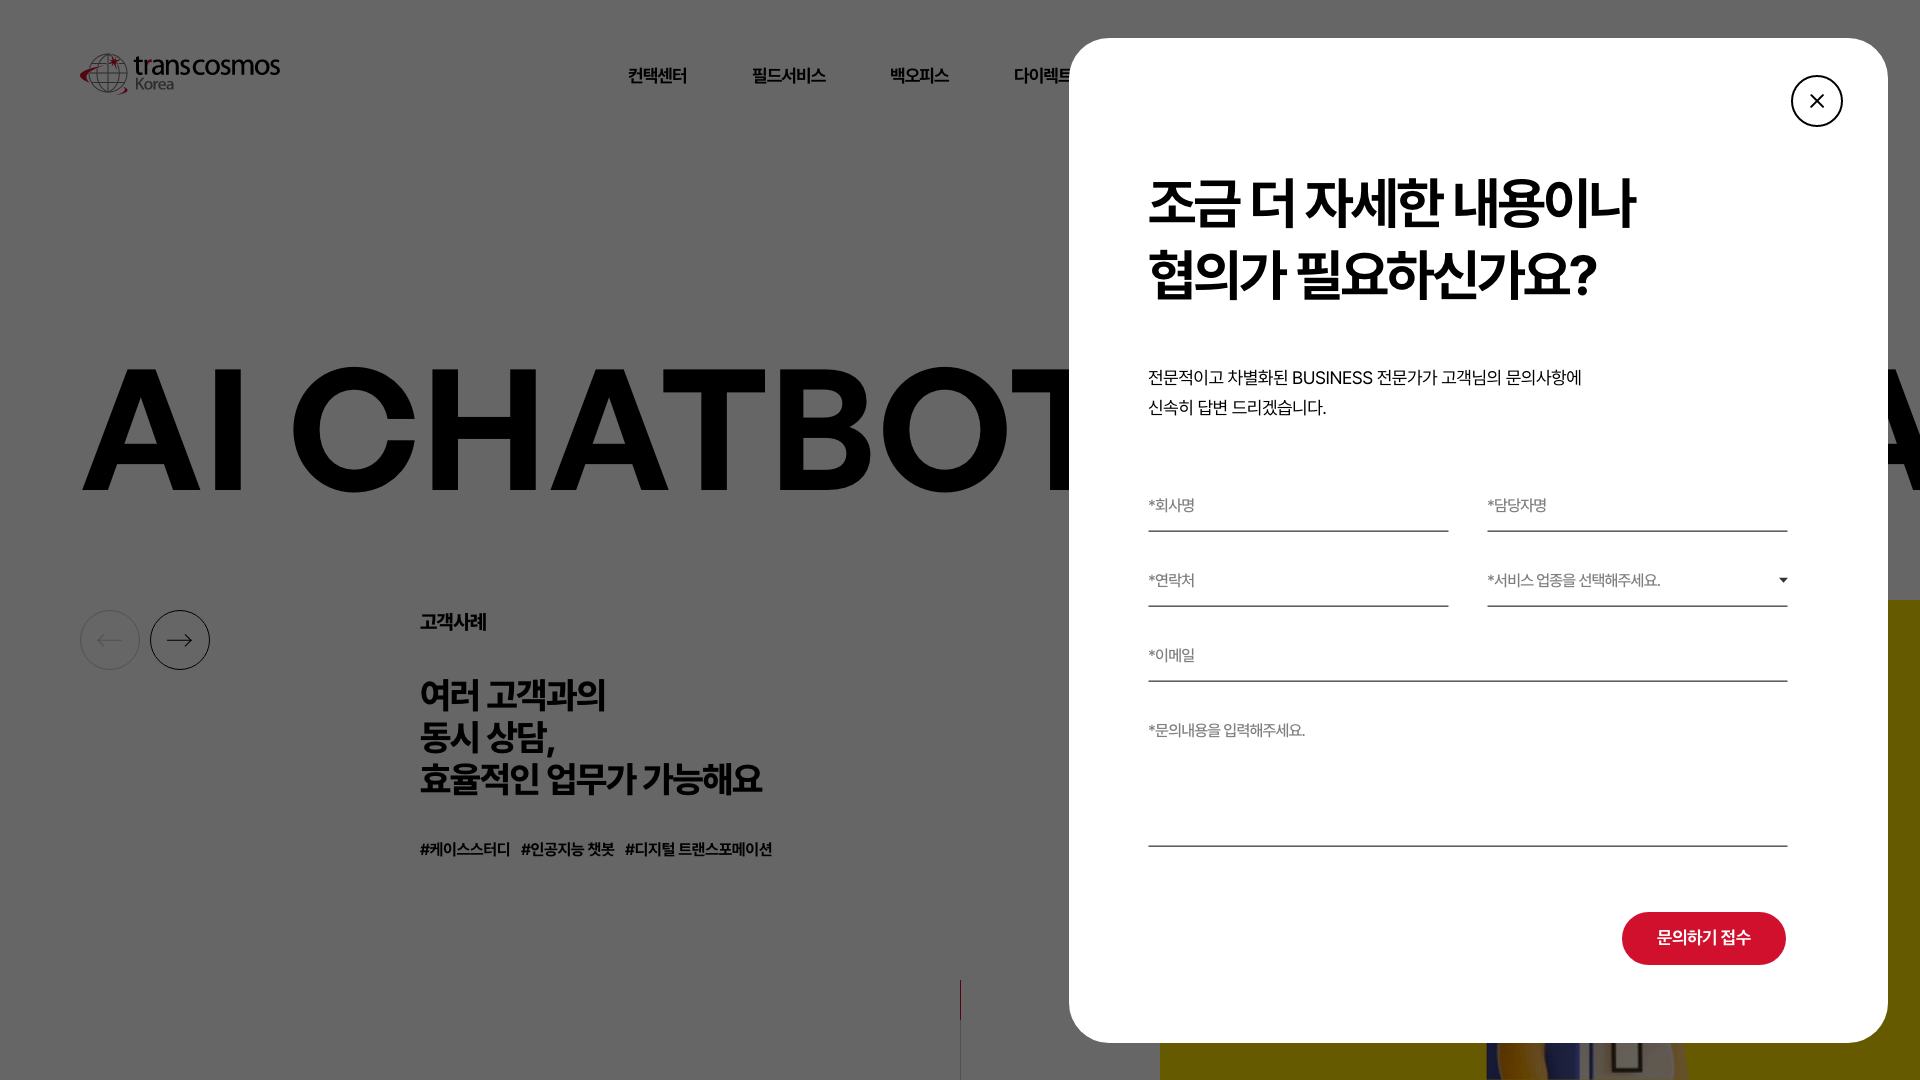 transcosmos
Korea
컨택센터 필드서비스 백오피스 다이렉트
AI CHATBOT
고객사례
여러 고객과의
동시 상담,
효율적인 업무가 가능해요
#케이스스터디 #인공지능 챗봇 #디지털 트랜스포메이션
조금 더 자세한 내용이나
협의가 필요하신가요?
전문적이고 차별화된 BUSINESS 전문가가 고객님의 문의사항에
신속히 답변 드리겠습니다.
*회사명 *담당자명
*연락처 *서비스 업종을 선택해주세요.
*이메일
*문의내용을 입력해주세요.
문의하기 접수